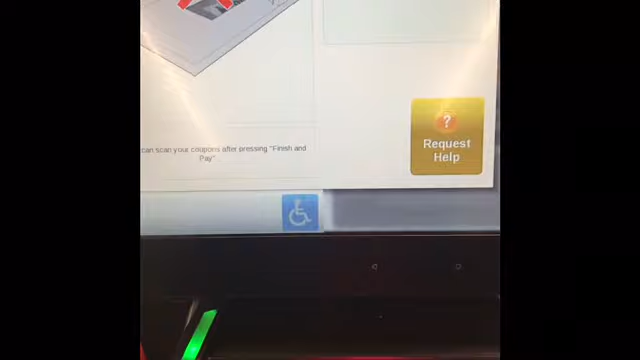 can scan your coupons after pressing "Finish and
Pay"
?
Request
Help